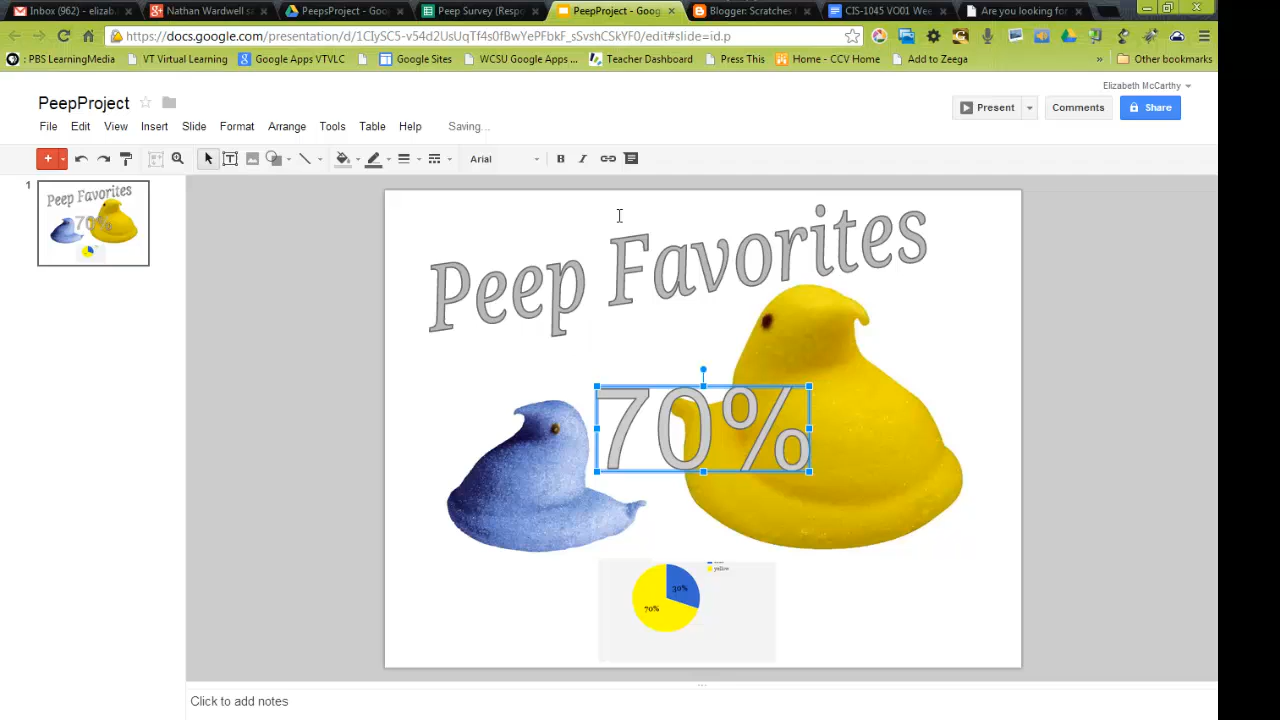 Inbox (962) - elizab
Nathan Wardwell s
PeepsProject - Goo
Peep Survey (Respo
PeepProject - Goog
Blogger: Scratches
CIS-1045 VO01 Wee
Are you looking for
https://docs.google.com/presentation/d/1CIySC5-v54d2UsUqTf4s0fBwYePFbkF_sSvshCSkYF0/edit#slide=id.p
: PBS LearningMedia
VT Virtual Learning
Google Apps VTVLC
Google Sites
WCSU Google Apps ...
Teacher Dashboard
Press This
Home - CCV Home
Add to Zeega
»
Other bookmarks
Elizabeth McCarthy
PeepProject
Present
Comments
Share
File Edit View Insert Slide Format Arrange Tools Table Help Saving...
Arial B I
1
Peep Favorites
70%
Peep Favorites
70%
yellow
30%
70%
Click to add notes